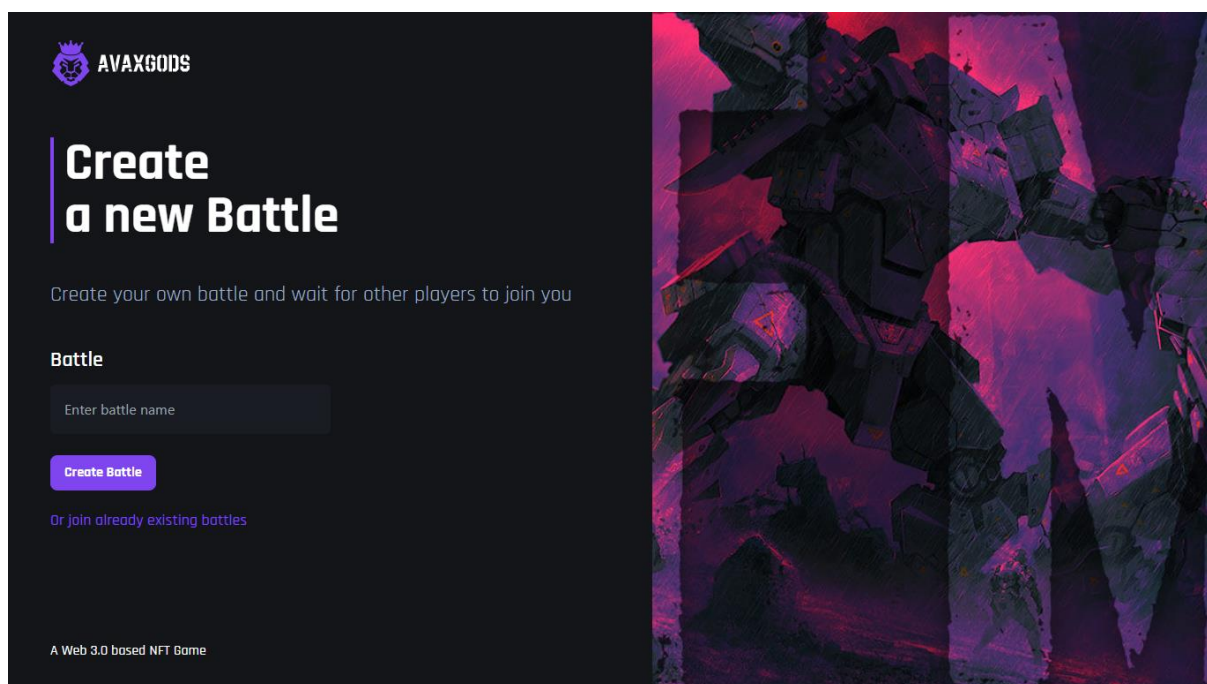 AVAXGODS
Create
a new Battle
Create your own battle and wait for other players to join you
Battle
Enter battle name
Create Battle
Or join already existing battles
A Web 3.0 based NFT Game